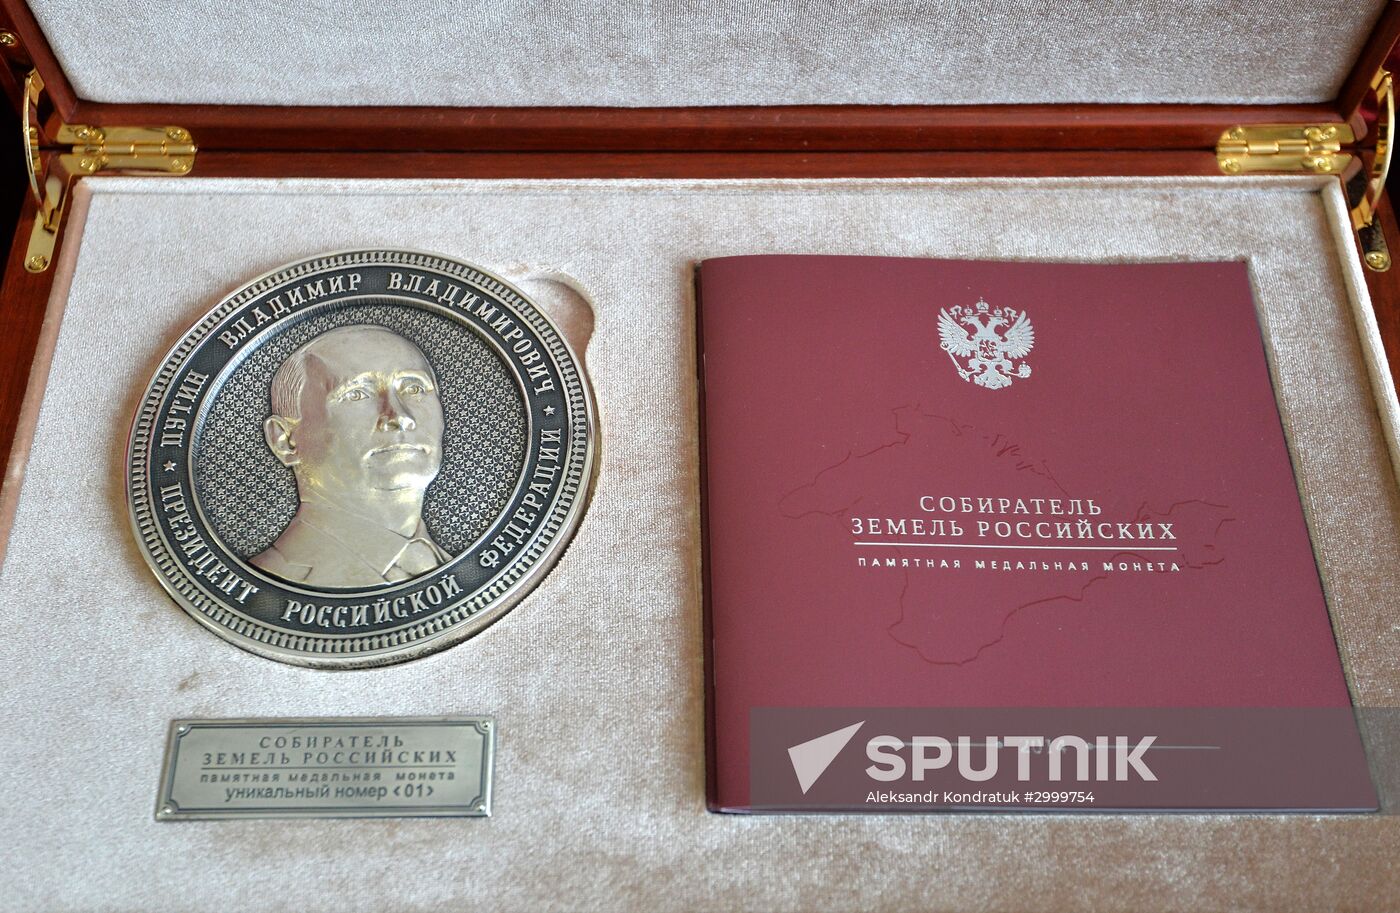 ПУТИН ВЛАДИМИР ВЛАДИМИРОВИЧ
ПРЕЗИДЕНТ РОССИЙСКОЙ ФЕДЕРАЦИИ
СОБИРАТЕЛЬ
ЗЕМЕЛЬ РОССИЙСКИХ
ПАМЯТНАЯ МЕДАЛЬНАЯ МОНЕТА
уникальный номер <01>
СОБИРАТЕЛЬ
ЗЕМЕЛЬ РОССИЙСКИХ
ПАМЯТНАЯ МЕДАЛЬНАЯ МОНЕТА
SPUTNIK
Aleksandr Kondratuk #2999754